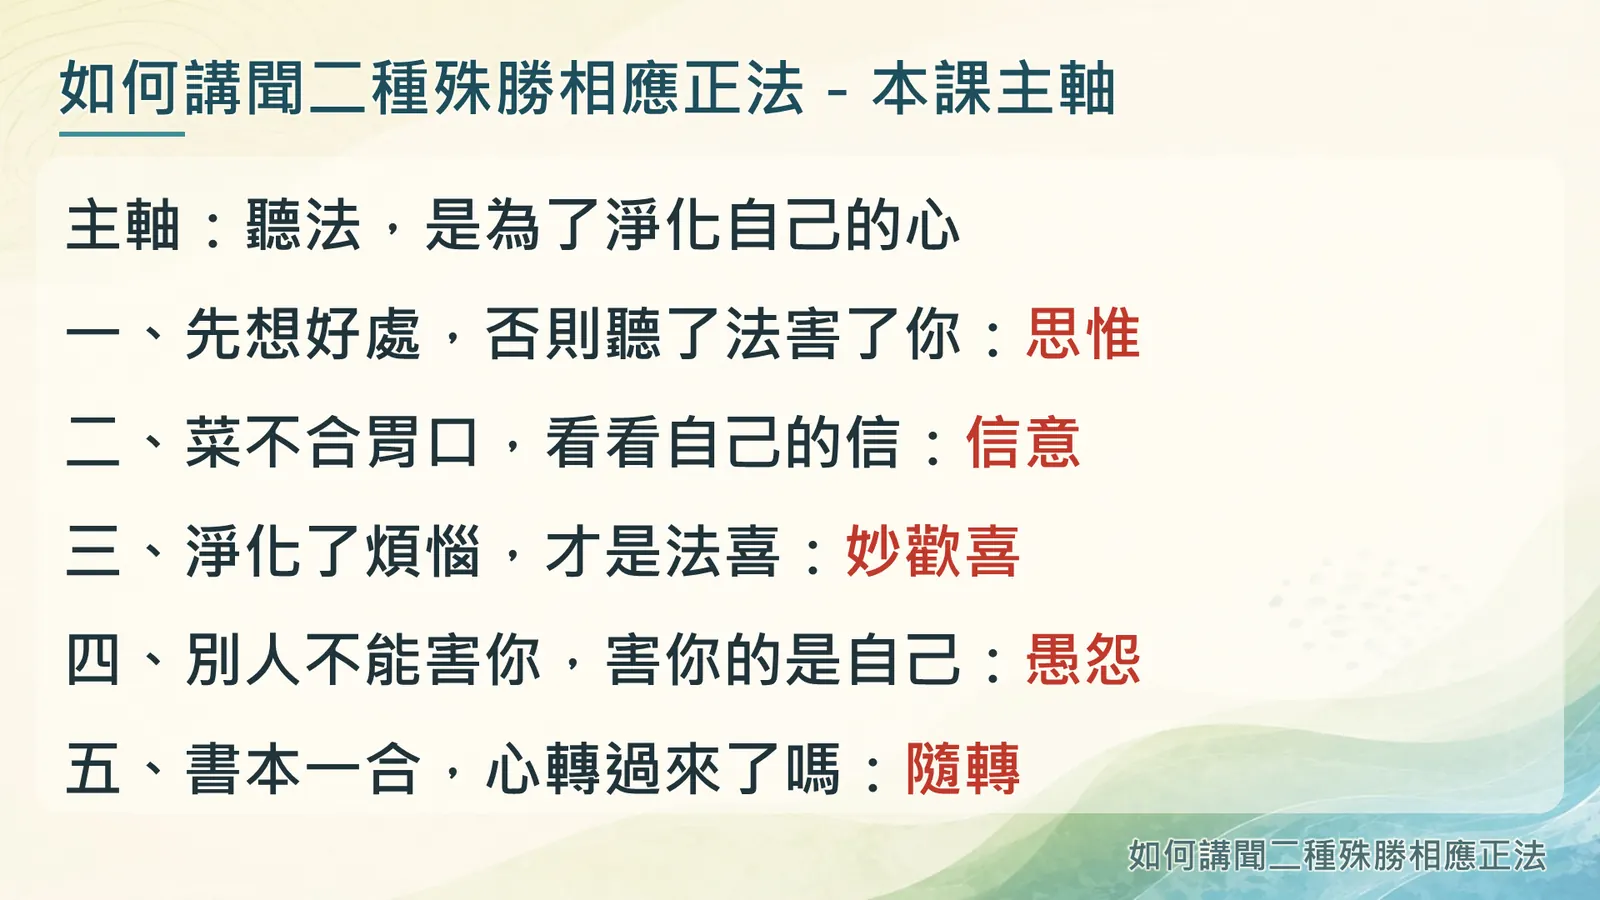 如何講聞二種殊勝相應正法 - 本課主軸
主軸：聽法，是為了淨化自己的心
一、先想好處，否則聽了法害了你：思惟
二、菜不合胃口，看看自己的信：信意
三、淨化了煩惱，才是法喜：妙歡喜
四、別人不能害你，害你的是自己：愚怨
五、書本一合，心轉過來了嗎：隨轉
如何講聞二種殊勝相應正法